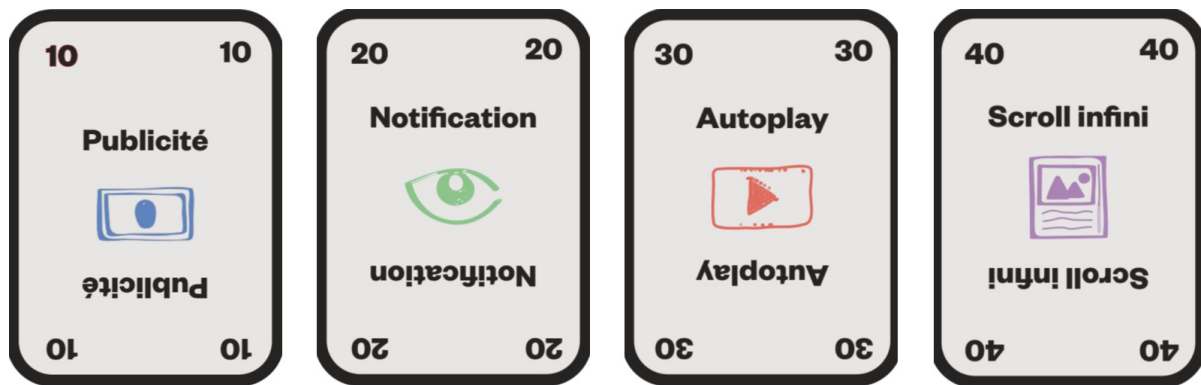 10 10
Publicité
Publicité
10 10
20 20
Notification
Notification
20 20
30 30
Autoplay
Autoplay
30 30
40 40
Scroll infini
Scroll infini
40 40